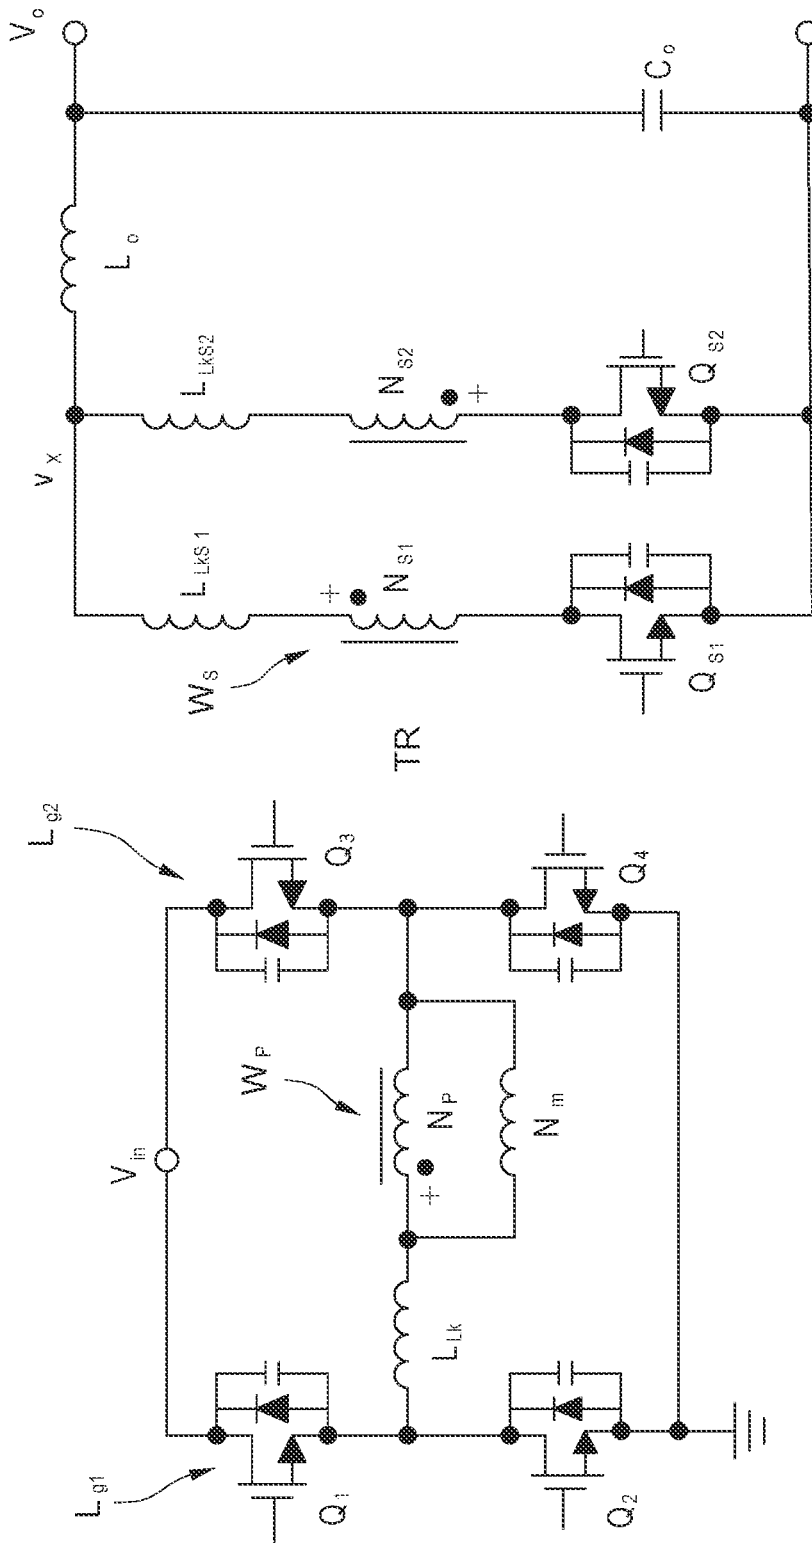 V_in
L_g1
L_g2
Q_1
Q_3
W_P
N_P
+
L_Lk
N_m
Q_2
Q_4
TR
W_S
v_X
L_LkS1
L_LkS2
N_S1
+
N_S2
+
Q_S1
Q_S2
L_o
C_o
V_o